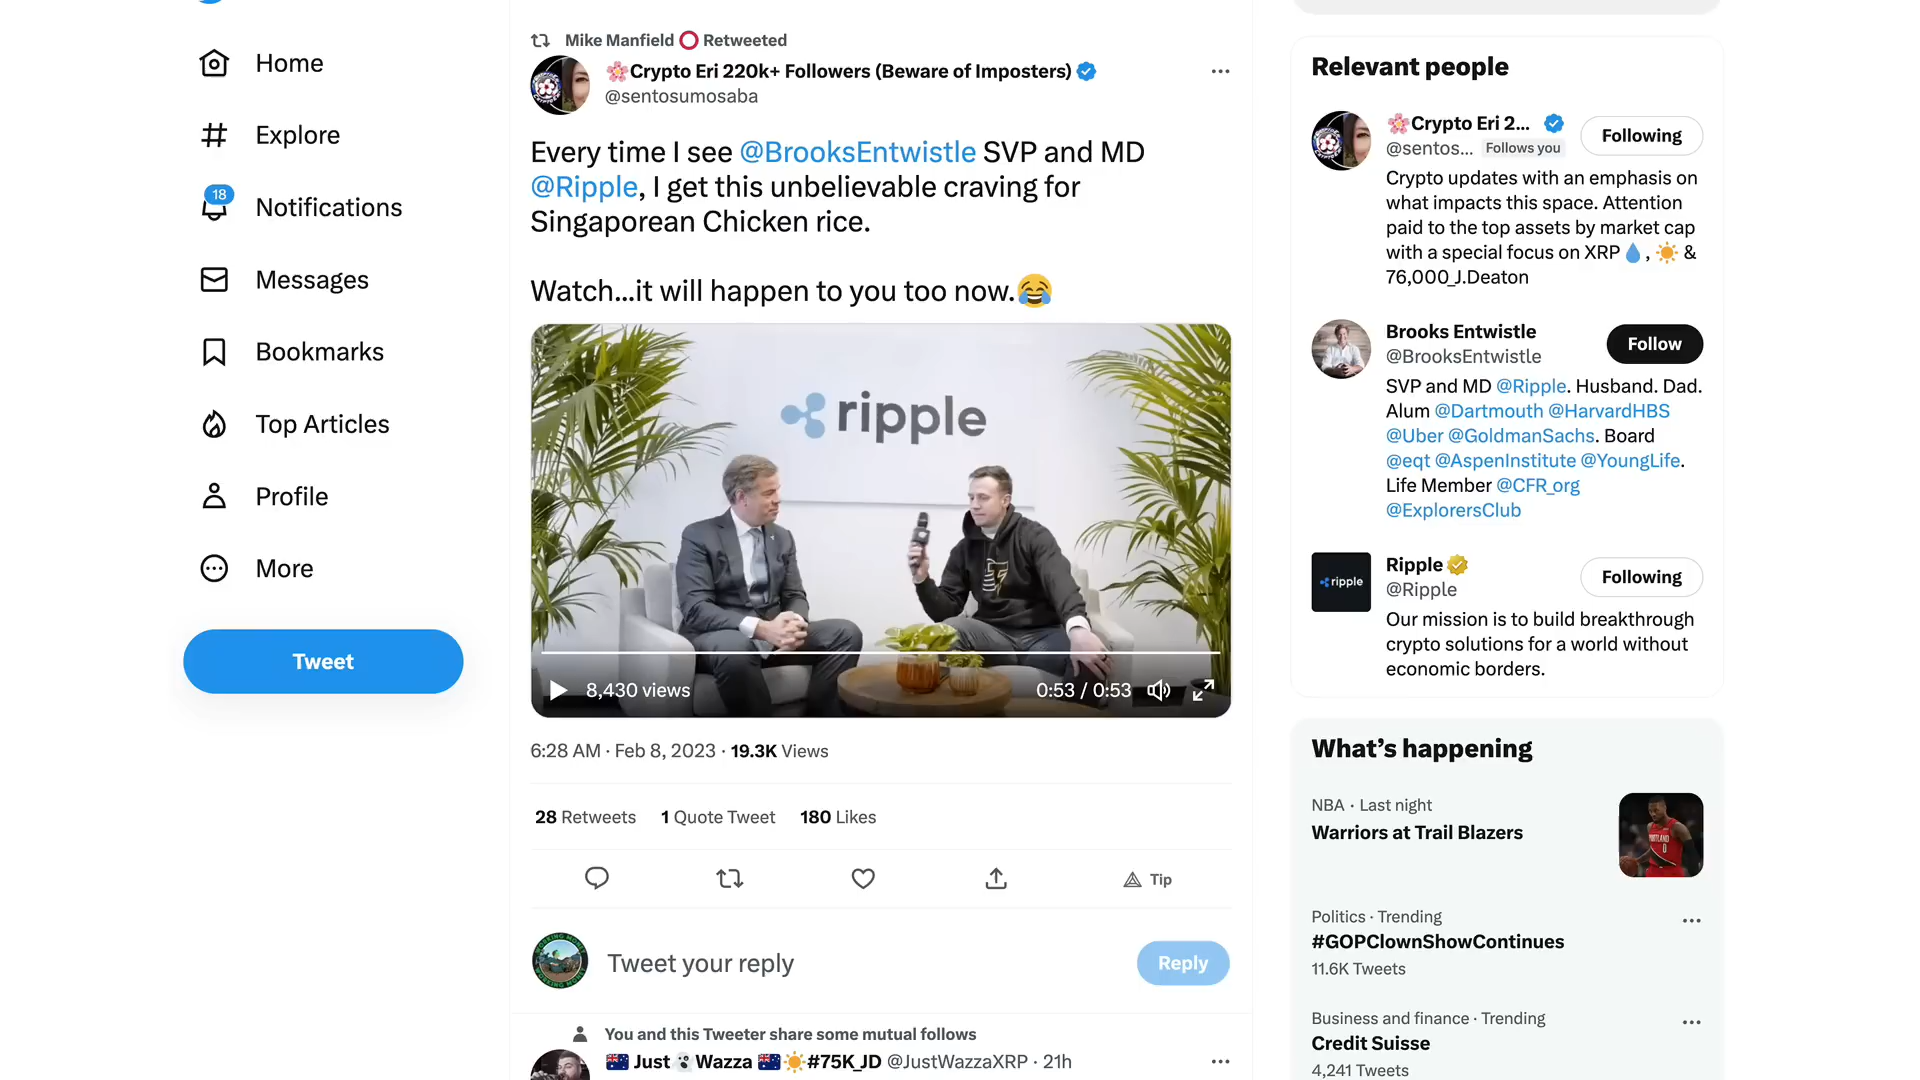 Home
Explore
18
Notifications
Messages
Bookmarks
Top Articles
Profile
More
Tweet
Mike Manfield ⭕ Retweeted
🌸Crypto Eri 220k+ Followers (Beware of Imposters)
@sentosumosaba
Every time I see @BrooksEntwistle SVP and MD
@Ripple, I get this unbelievable craving for
Singaporean Chicken rice.
Watch...it will happen to you too now.😂
ripple
8,430 views
0:53 / 0:53
6:28 AM · Feb 8, 2023 · 19.3K Views
28 Retweets 1 Quote Tweet 180 Likes
Tip
Tweet your reply
Reply
You and this Tweeter share some mutual follows
🇦🇺 Just Wazza 🇦🇺☀️#75K_JD @JustWazzaXRP · 21h
Relevant people
🌸Crypto Eri 2...
@sentos... Follows you
Following
Crypto updates with an emphasis on
what impacts this space. Attention
paid to the top assets by market cap
with a special focus on XRP💧, ☀️ &
76,000_J.Deaton
Brooks Entwistle
@BrooksEntwistle
Follow
SVP and MD @Ripple. Husband. Dad.
Alum @Dartmouth @HarvardHBS
@Uber @GoldmanSachs. Board
@eqt @AspenInstitute @YoungLife.
Life Member @CFR_org
@ExplorersClub
ripple
Ripple
@Ripple
Following
Our mission is to build breakthrough
crypto solutions for a world without
economic borders.
What's happening
NBA · Last night
Warriors at Trail Blazers
Politics · Trending
#GOPClownShowContinues
11.6K Tweets
Business and finance · Trending
Credit Suisse
4,241 Tweets